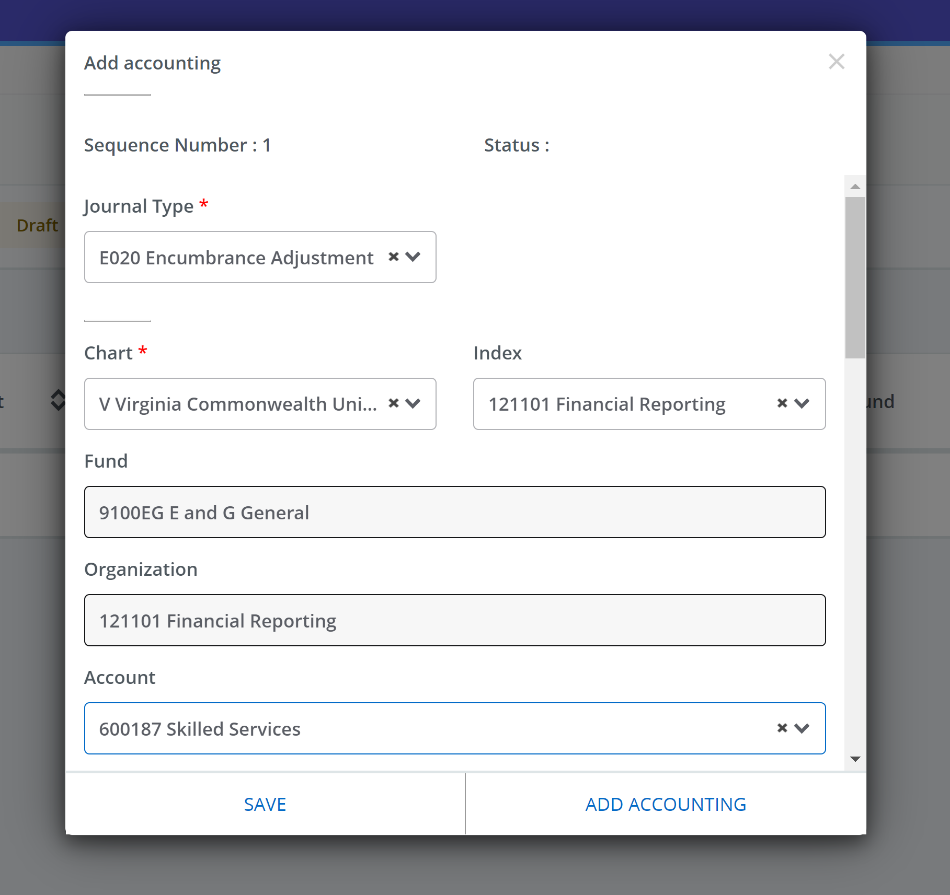 Add accounting
Sequence Number : 1
Status :
Journal Type *
Draft
E020 Encumbrance Adjustment
Chart *
Index
V Virginia Commonwealth Uni...
121101 Financial Reporting
t
und
Fund
9100EG E and G General
Organization
121101 Financial Reporting
Account
600187 Skilled Services
SAVE
ADD ACCOUNTING